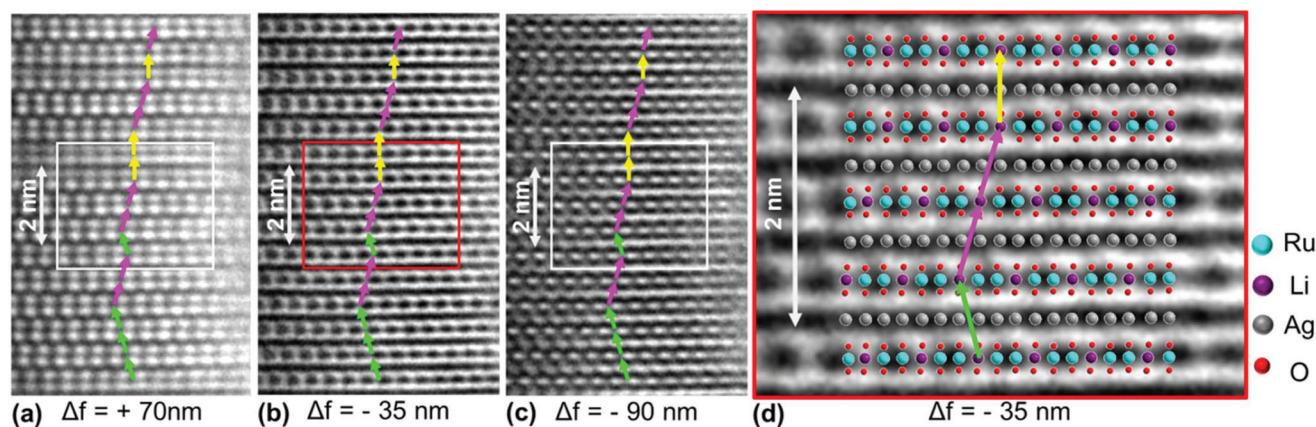 2 nm
2 nm
2 nm
2 nm
Ru
Li
Ag
O
(a) Δf = + 70nm
(b) Δf = - 35 nm
(c) Δf = - 90 nm
(d) Δf = - 35 nm